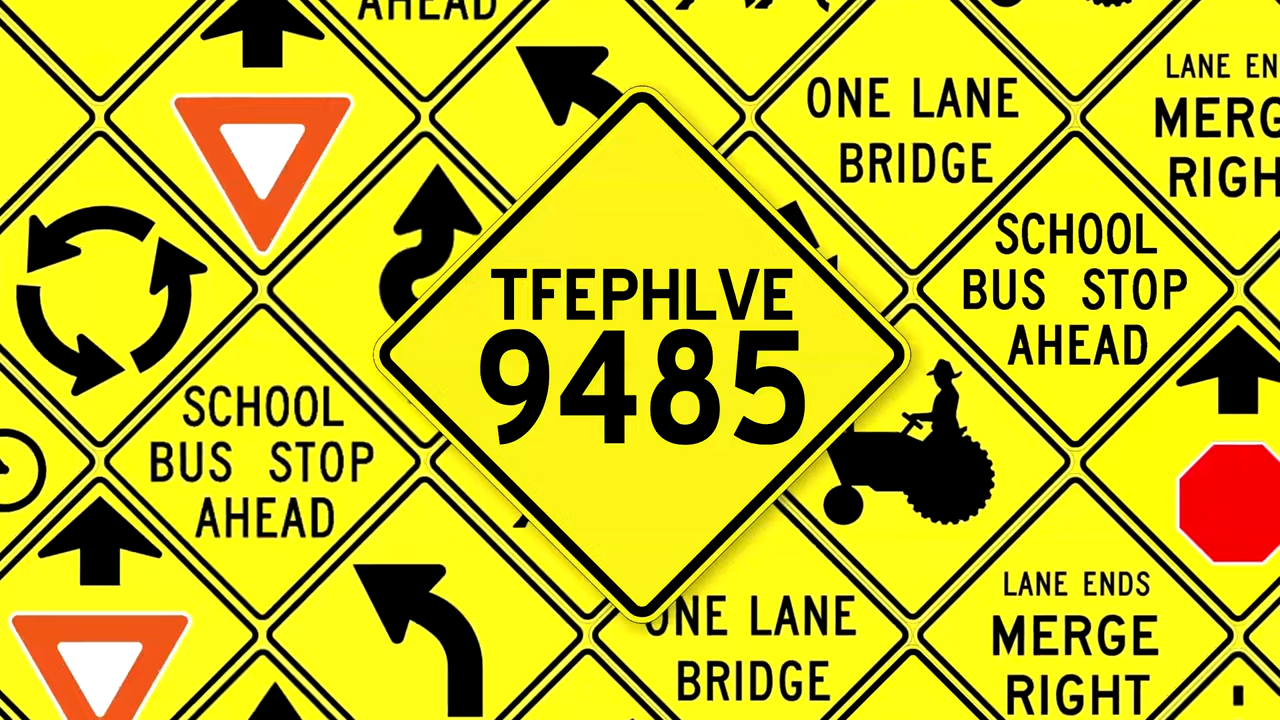 AHEAD
ONE LANE
BRIDGE
LANE EN
MERG
RIGH
SCHOOL
BUS STOP
AHEAD
TFEPHLVE
9485
SCHOOL
BUS STOP
AHEAD
ONE LANE
BRIDGE
LANE ENDS
MERGE
RIGHT